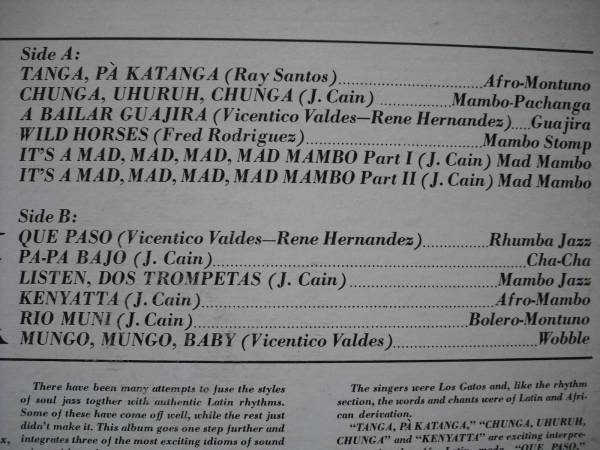 Side A:
TANGA, PÀ KATANGA (Ray Santos)..............................Afro-Montuno
CHUNGA, UHURUH, CHUNGA (J. Cain) ...............Mambo-Pachanga
A BAILAR GUAJIRA (Vicentico Valdes—Rene Hernandez)....Guajira
WILD HORSES (Fred Rodriguez)..............................Mambo Stomp
IT'S A MAD, MAD, MAD, MAD MAMBO Part I (J. Cain) Mad Mambo
IT'S A MAD, MAD, MAD, MAD MAMBO Part II (J. Cain) Mad Mambo
Side B:
QUE PASO (Vicentico Valdes—Rene Hernandez)..............Rhumba Jazz
PA-PA BAJO (J. Cain)..................................................Cha-Cha
LISTEN, DOS TROMPETAS (J. Cain)..........................Mambo Jazz
KENYATTA (J. Cain)..................................................Afro-Mambo
RIO MUNI (J. Cain)..................................................Bolero-Montuno
MUNGO, MUNGO, BABY (Vicentico Valdes)......................Wobble
There have been many attempts to fuse the styles
of soul jazz togther with authentic Latin rhythms.
Some of these have come off well, while the rest just
didn't make it. This album goes one step further and
integrates three of the most exciting idioms of sound
The singers were Los Gatos and, like the rhythm
section, the words and chants were of Latin and Afri-
can derivation.
"TANGA, PÀ KATANGA," "CHUNGA, UHURUH,
CHUNGA" and "KENYATTA" are exciting interpre-
"QUE PASO,"